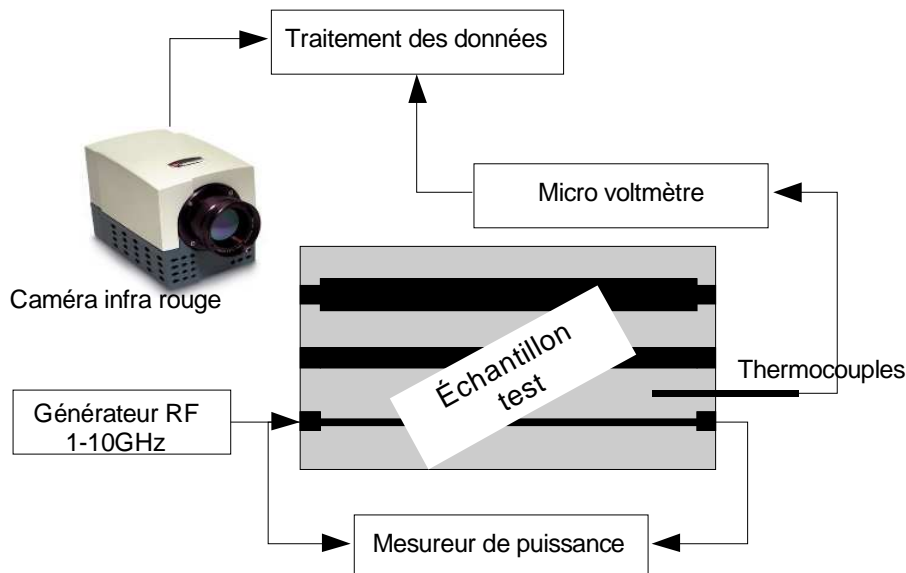 Traitement des données
Micro voltmètre
Caméra infra rouge
Échantillon
test
Thermocouples
Générateur RF
1-10GHz
Mesureur de puissance